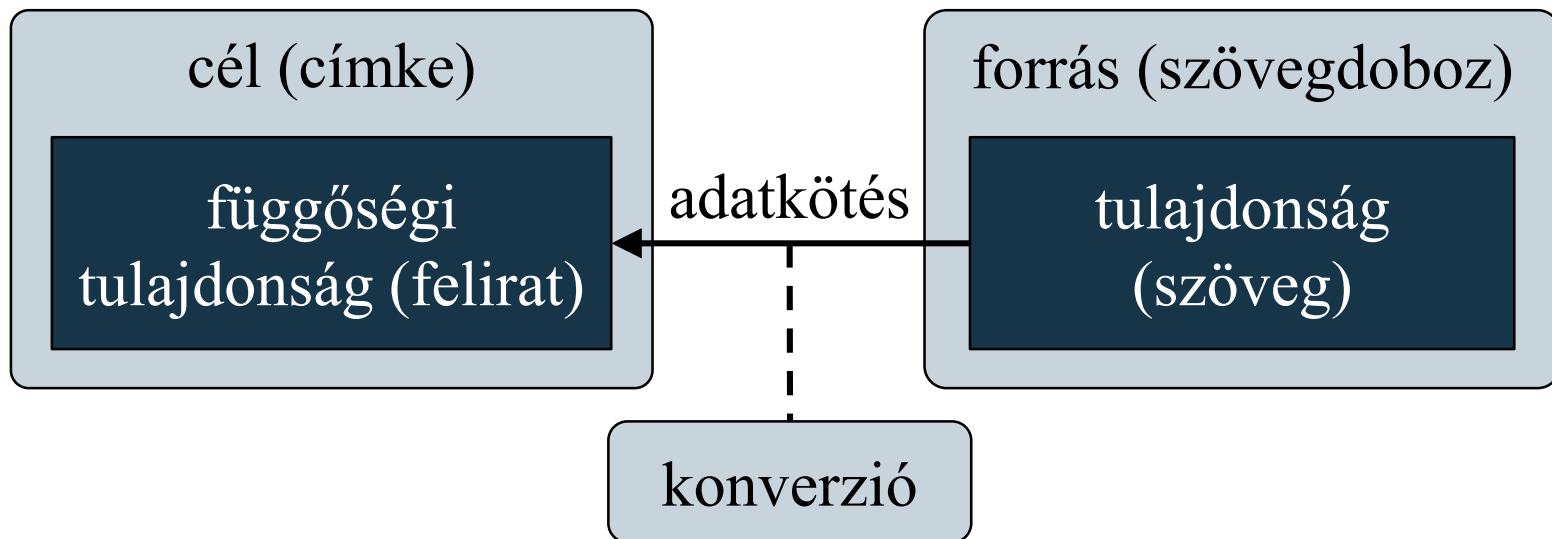 cél (címke)
függőségi
tulajdonság (felirat)
adatkötés
forrás (szövegdoboz)
tulajdonság
(szöveg)
konverzió